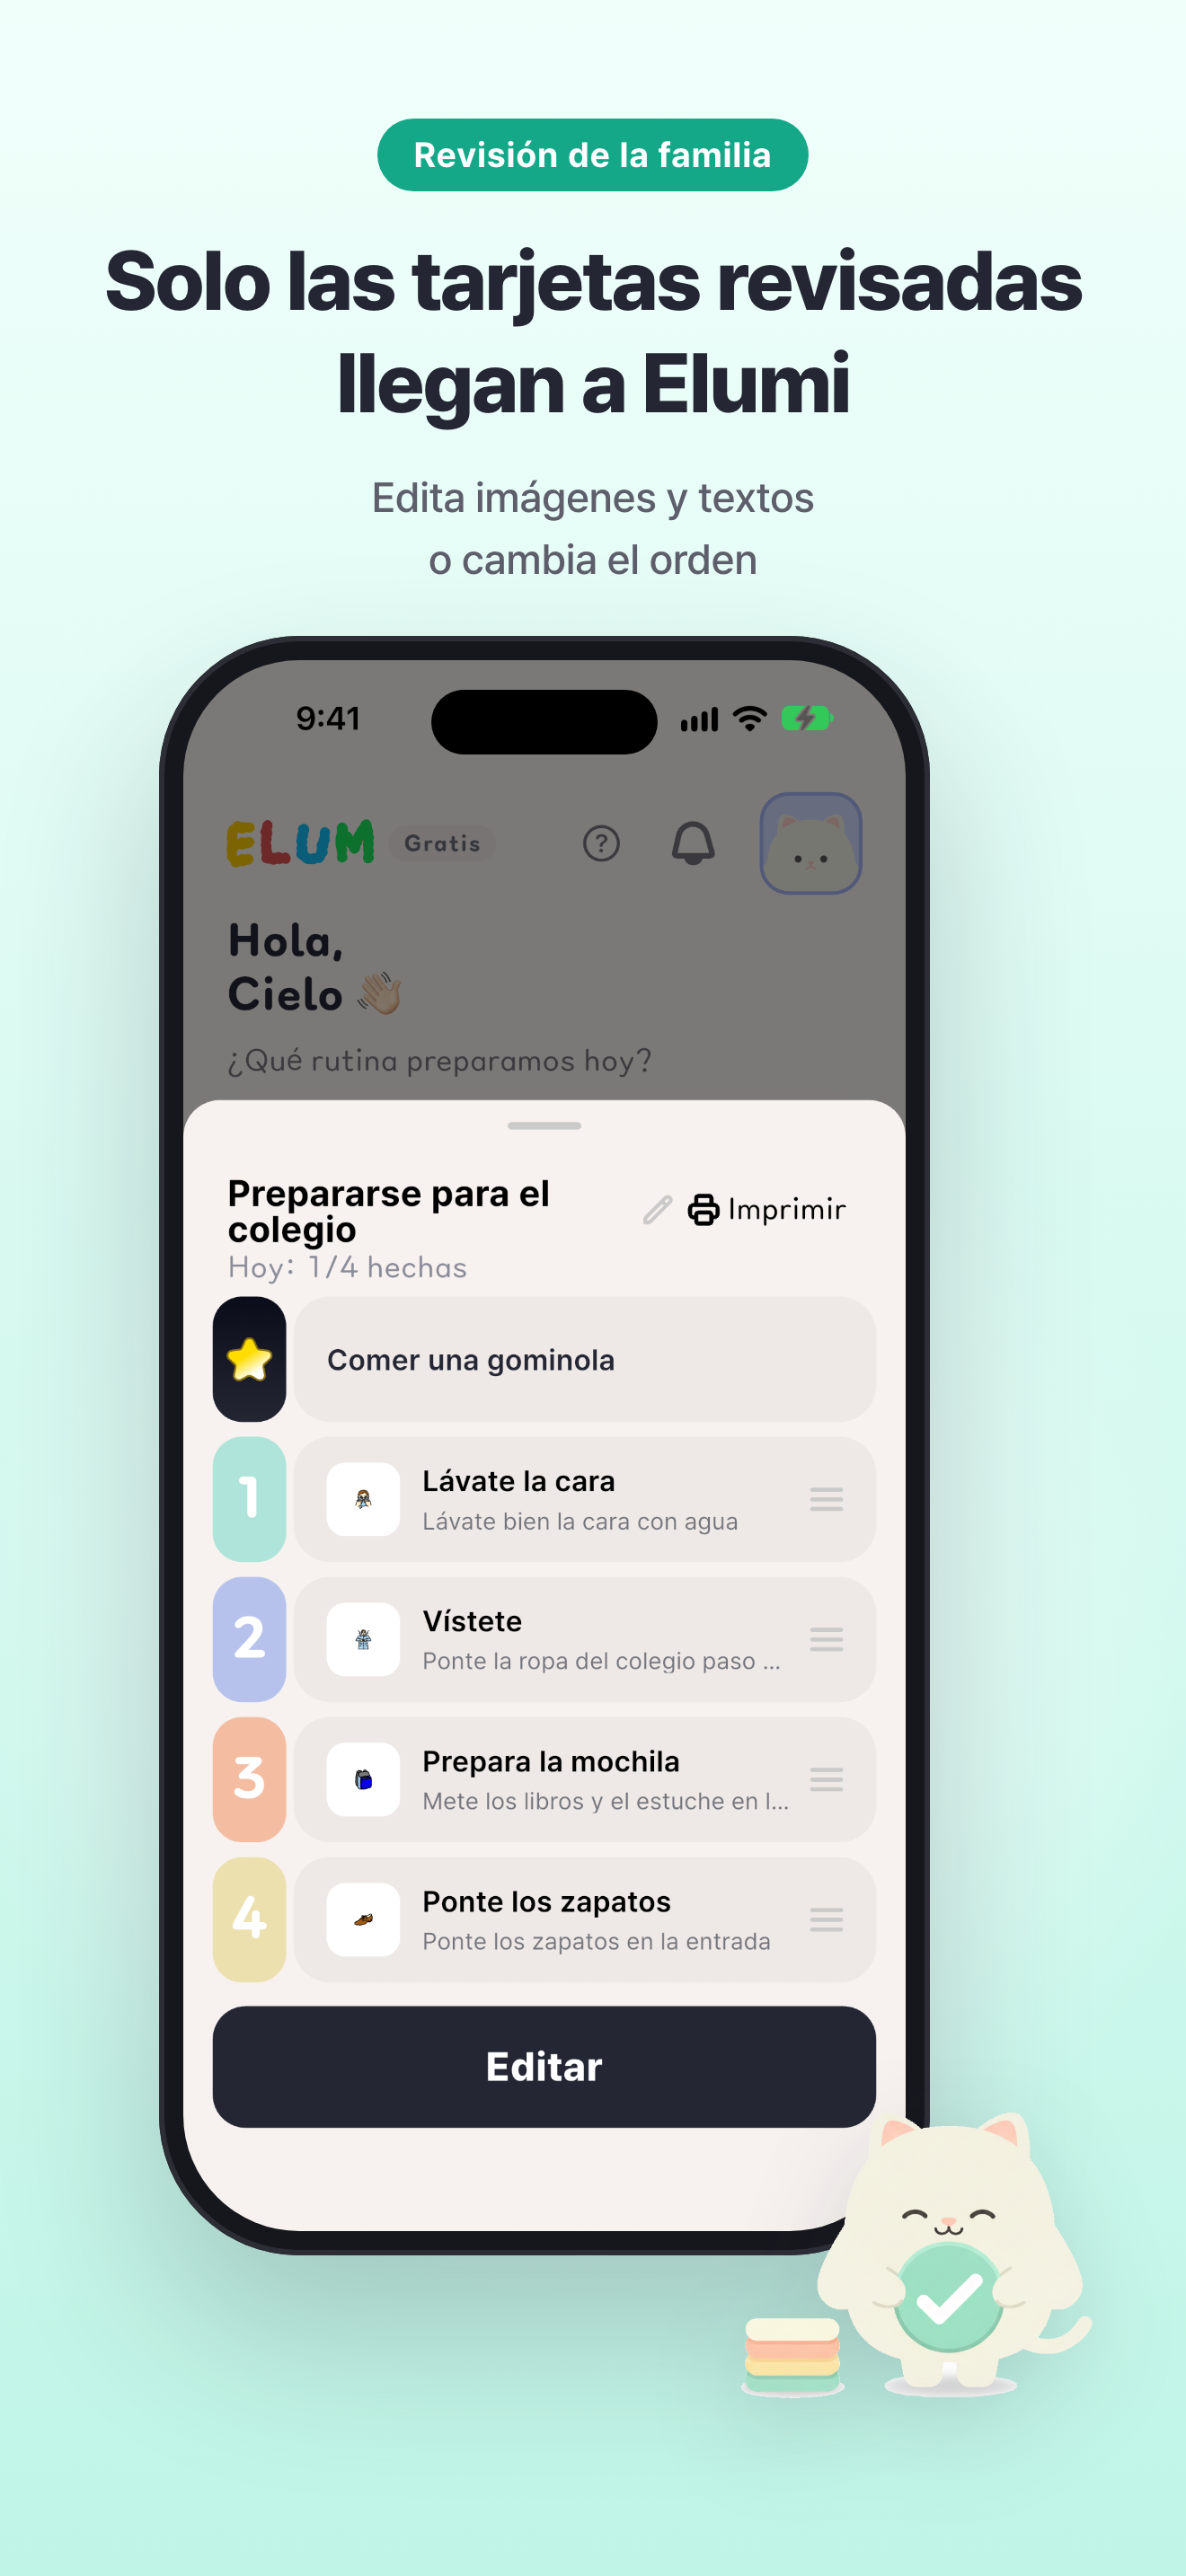 Revisión de la familia
Solo las tarjetas revisadas
llegan a Elumi
Edita imágenes y textos
o cambia el orden
9:41
ELUM Gratis ?
Hola,
Cielo 👋🏼
¿Qué rutina preparamos hoy?
Prepararse para el
colegio
Imprimir
Hoy: 1/4 hechas
Comer una gominola
1
Lávate la cara
Lávate bien la cara con agua
2
Vístete
Ponte la ropa del colegio paso ...
3
Prepara la mochila
Mete los libros y el estuche en l...
4
Ponte los zapatos
Ponte los zapatos en la entrada
Editar